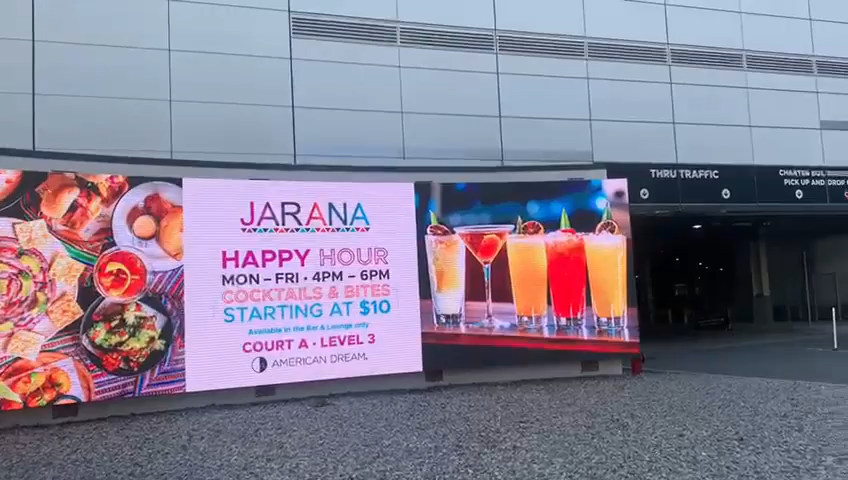 JARANA
HAPPY HOUR
MON – FRI • 4PM – 6PM
COCKTAILS & BITES
STARTING AT $10
Available in the Bar & Lounge only
COURT A • LEVEL 3
AMERICAN DREAM
THRU TRAFFIC
CHARTER BUS
PICK UP AND DROP